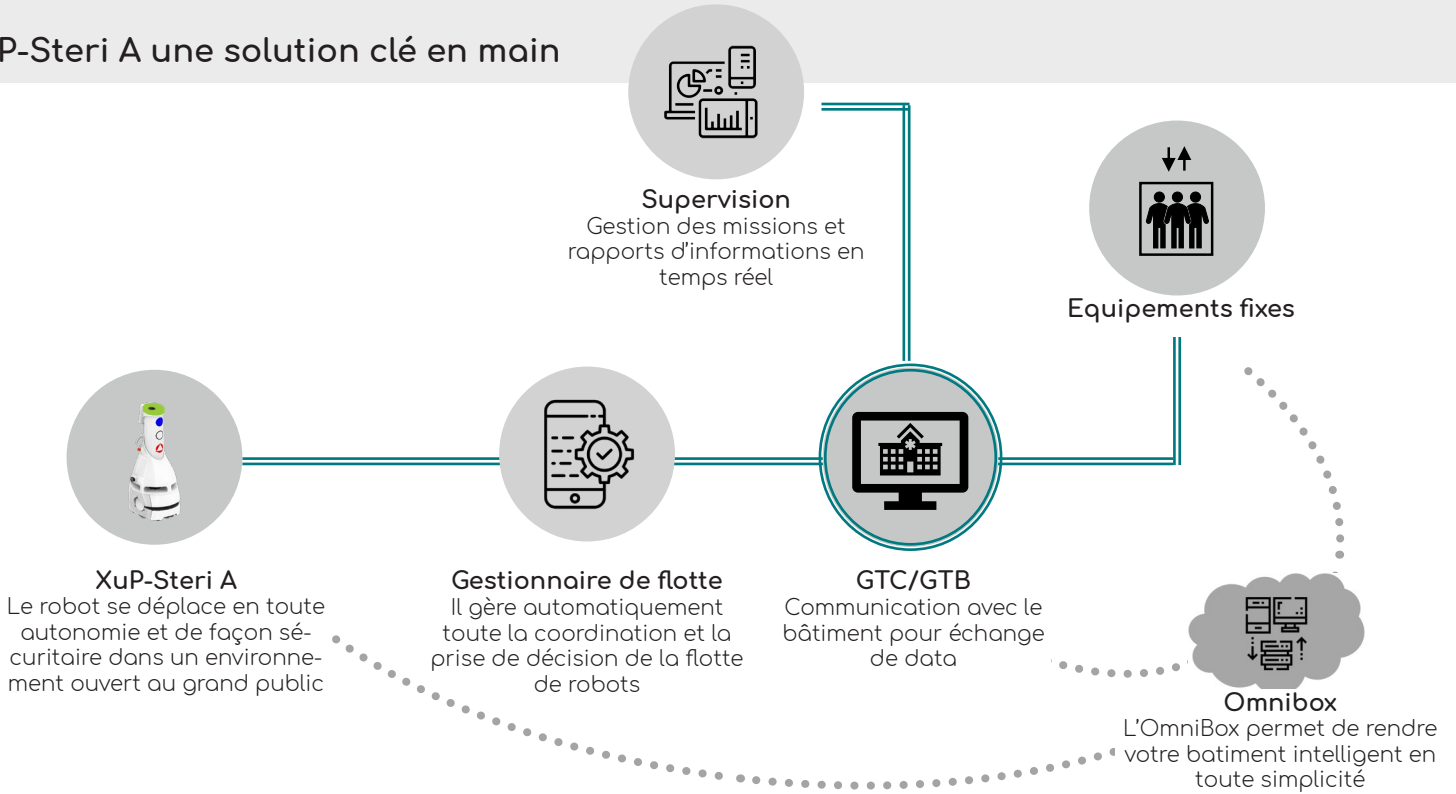 P-Steri A une solution clé en main
Supervision
Gestion des missions et
rapports d'informations en
temps réel
Equipements fixes
XuP-Steri A
Le robot se déplace en toute
autonomie et de façon sé-
curitaire dans un environne-
ment ouvert au grand public
Gestionnaire de flotte
Il gère automatiquement
toute la coordination et la
prise de décision de la flotte
de robots
GTC/GTB
Communication avec le
bâtiment pour échange
de data
Omnibox
L'OmniBox permet de rendre
votre batiment intelligent en
toute simplicité